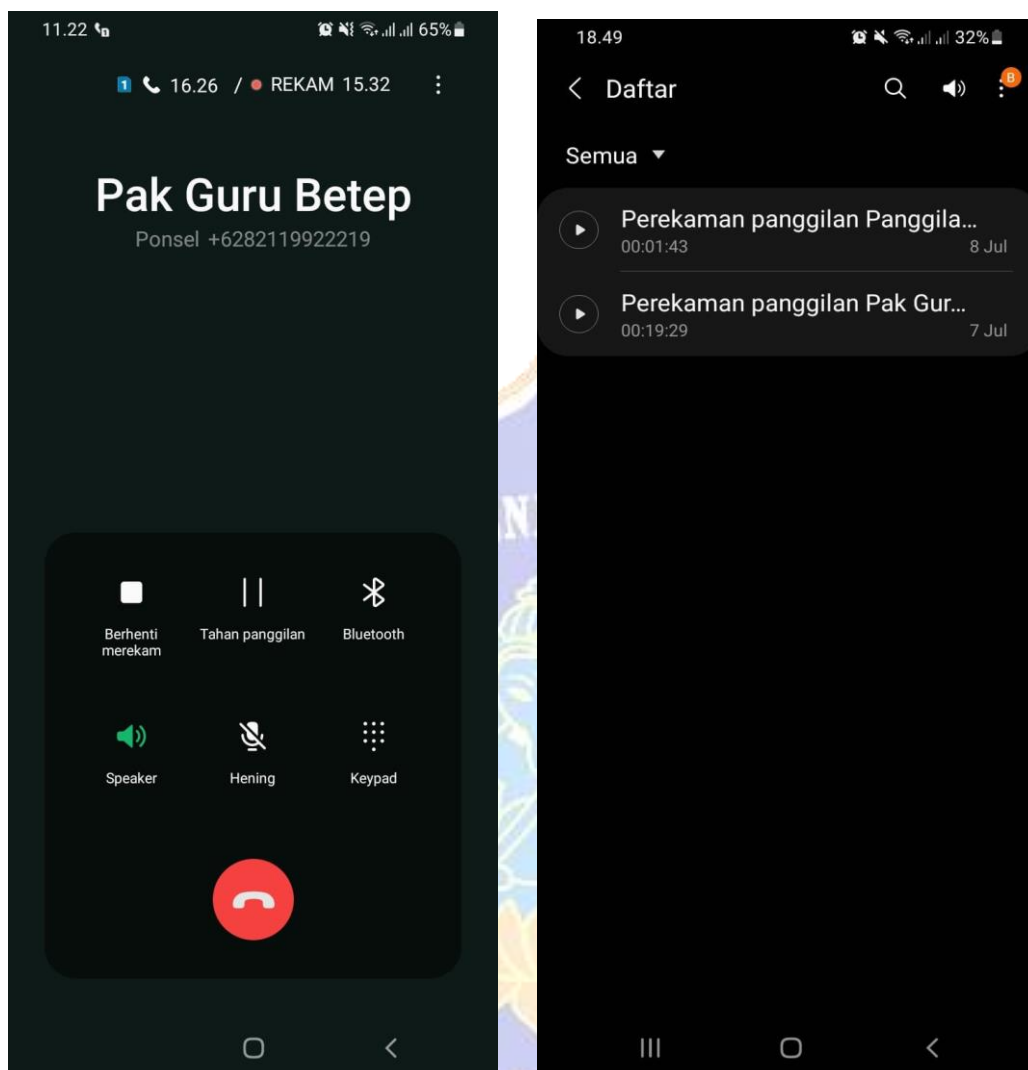 11.22
65%
1 16.26 / REKAM 15.32
Pak Guru Betep
Ponsel +6282119922219
Berhenti merekam
Tahan panggilan
Bluetooth
Speaker
Hening
Keypad
18.49
32%
Daftar
B
Semua
Perekaman panggilan Panggila...
00:01:43 8 Jul
Perekaman panggilan Pak Gur...
00:19:29 7 Jul
N